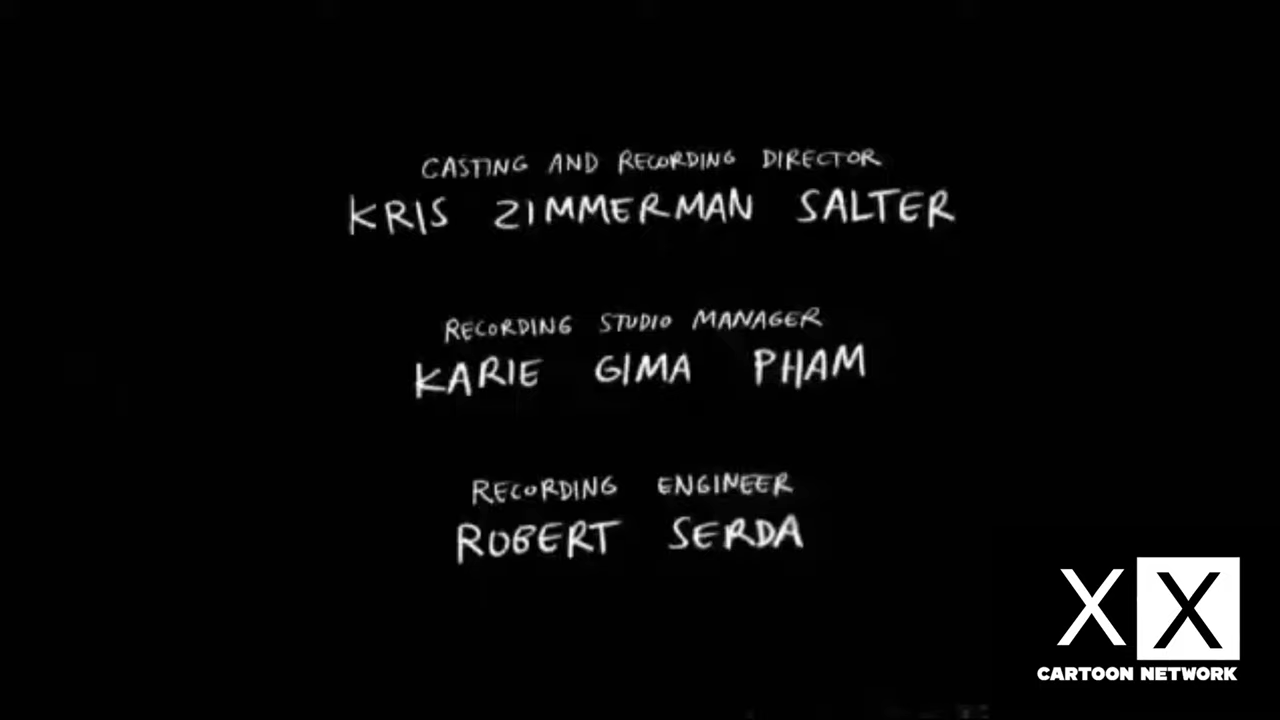 CASTING AND RECORDING DIRECTOR
KRIS ZIMMERMAN SALTER
RECORDING STUDIO MANAGER
KARIE GIMA PHAM
RECORDING ENGINEER
ROBERT SERDA
X X
CARTOON NETWORK